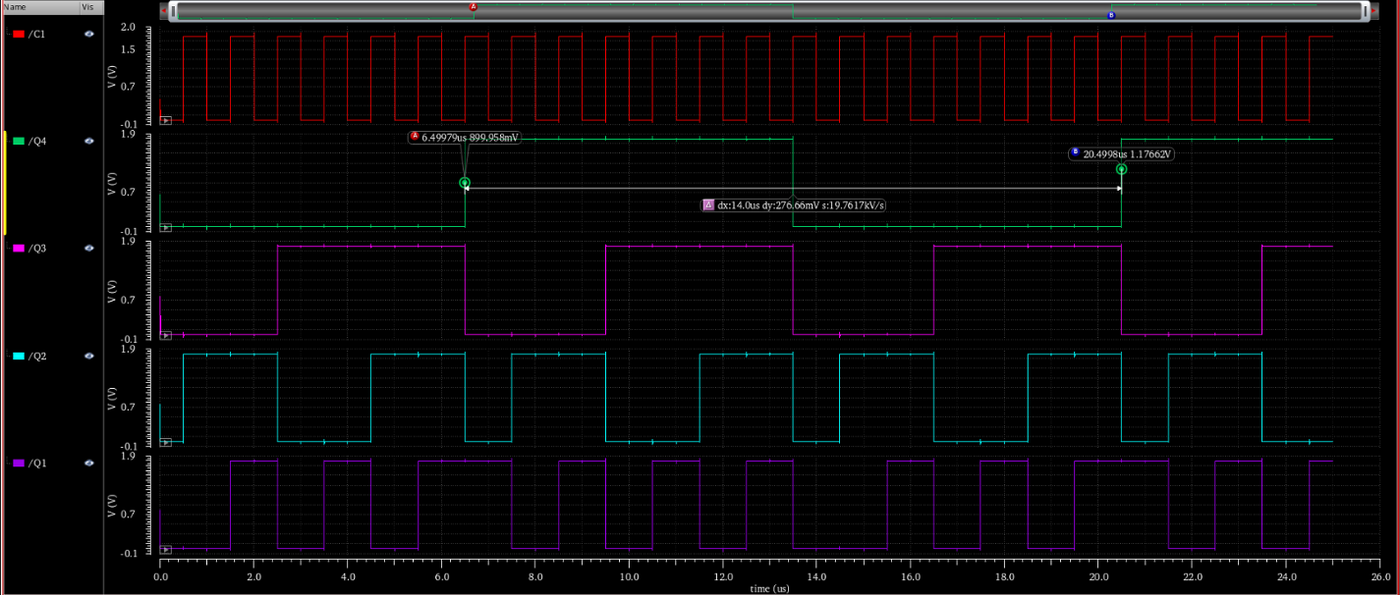 Name Vis
A
B
/C1
V (V)
2.0
1.5
0.7
-0.1
/Q4
V (V)
1.9
0.7
-0.1
A 6.49979us 899.958mV
B 20.4998us 1.17662V
dx:14.0us dy:276.66mV s:19.7617kV/s
/Q3
V (V)
1.9
0.7
-0.1
/Q2
V (V)
1.9
0.7
-0.1
/Q1
V (V)
1.9
0.7
-0.1
0.0 2.0 4.0 6.0 8.0 10.0 12.0 14.0 16.0 18.0 20.0 22.0 24.0 26.0
time (us)